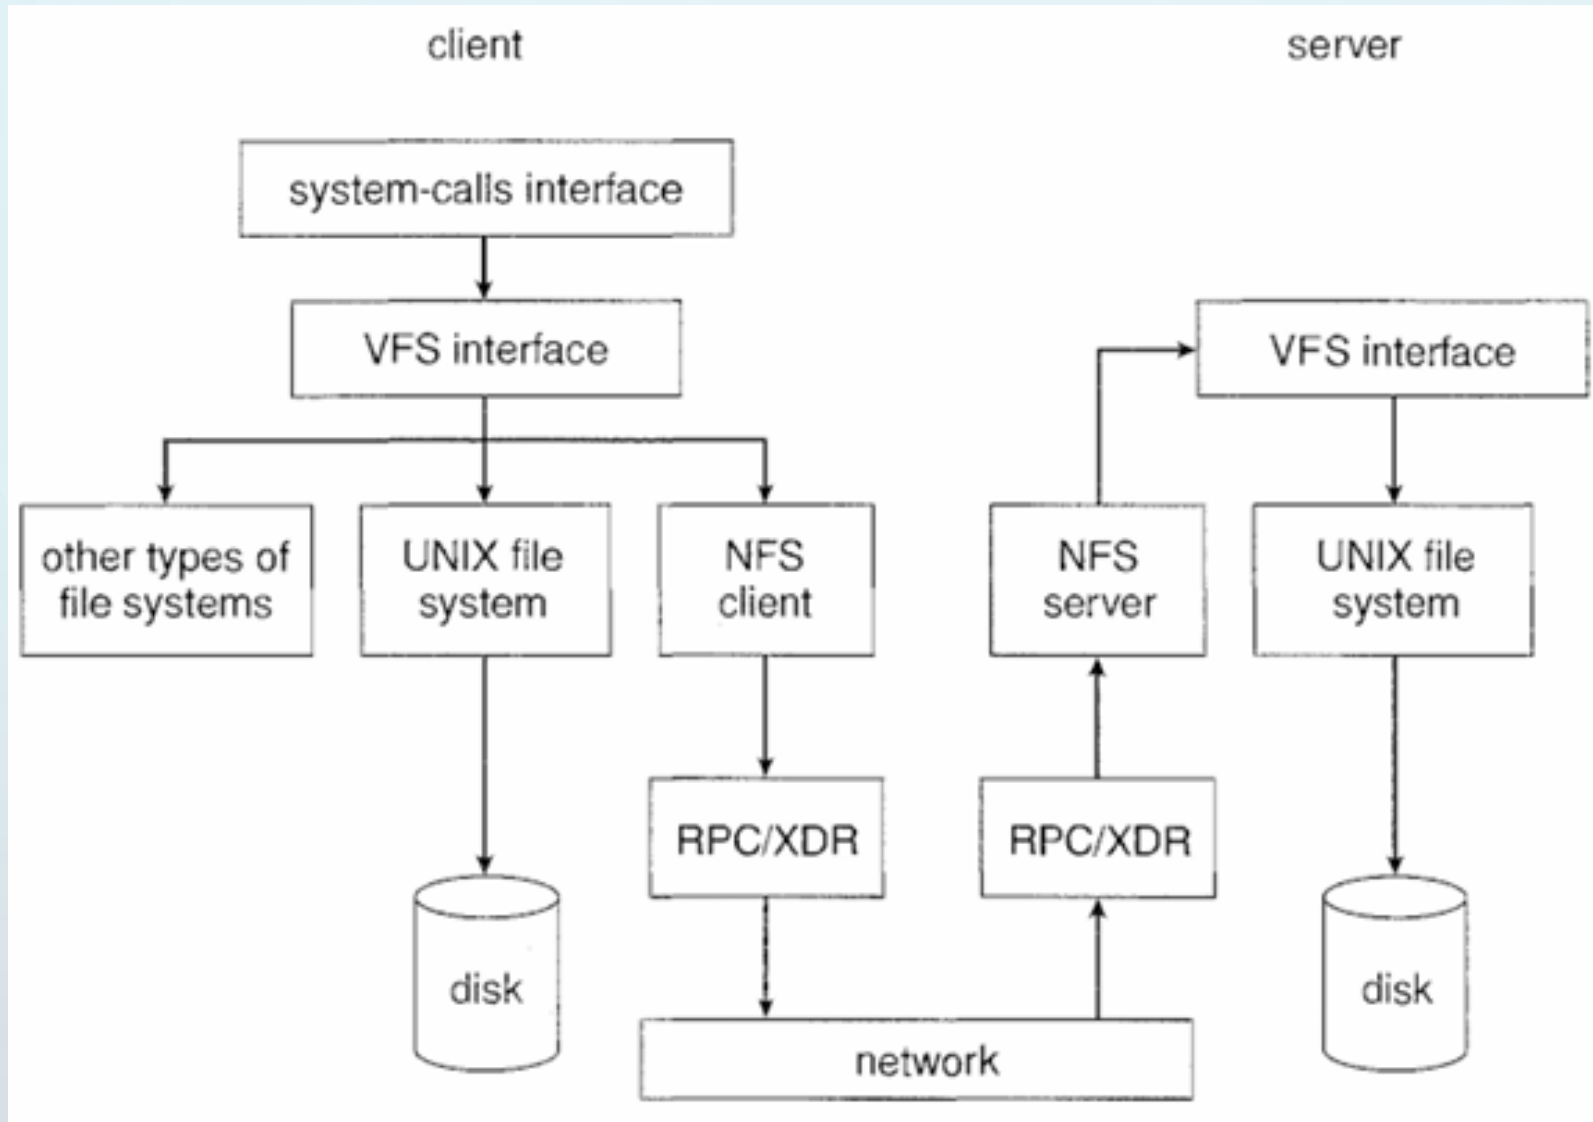 client
server
system-calls interface
VFS interface
VFS interface
other types of
file systems
UNIX file
system
NFS
client
NFS
server
UNIX file
system
RPC/XDR
RPC/XDR
disk
disk
network